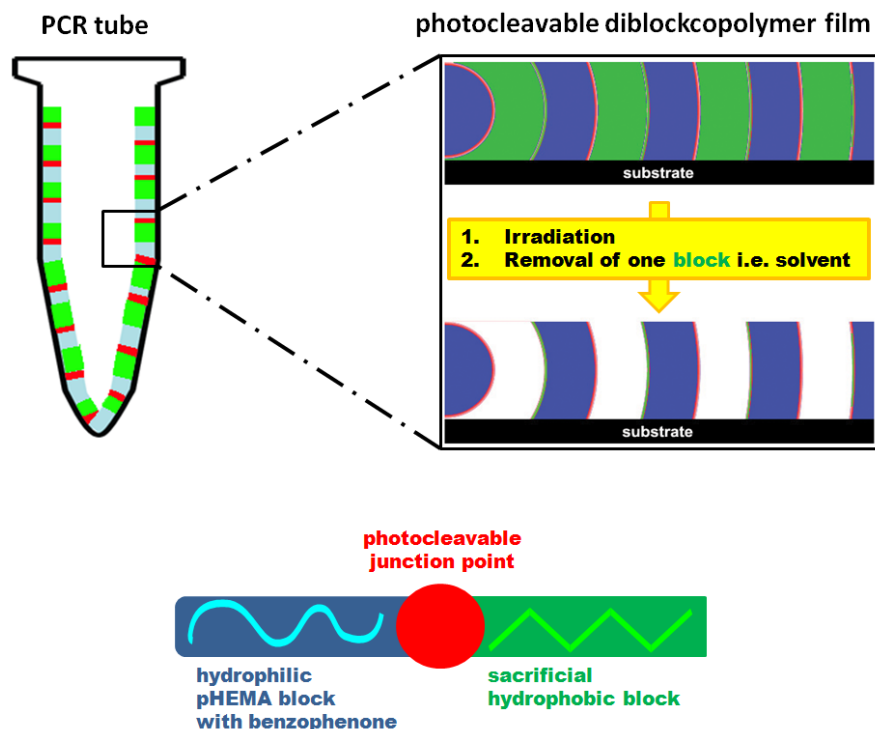 PCR tube
photocleavable diblockcopolymer film
substrate
1. Irradiation
2. Removal of one block i.e. solvent
substrate
photocleavable
junction point
hydrophilic
pHEMA block
with benzophenone
sacrificial
hydrophobic block